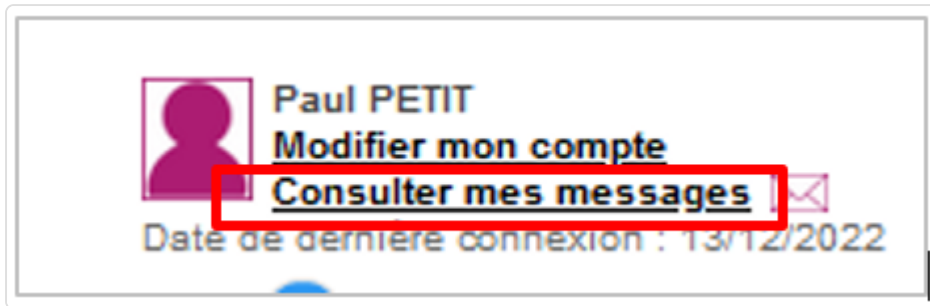 Paul PETIT
Modifier mon compte
Consulter mes messages
Date de dernière connexion : 13/12/2022